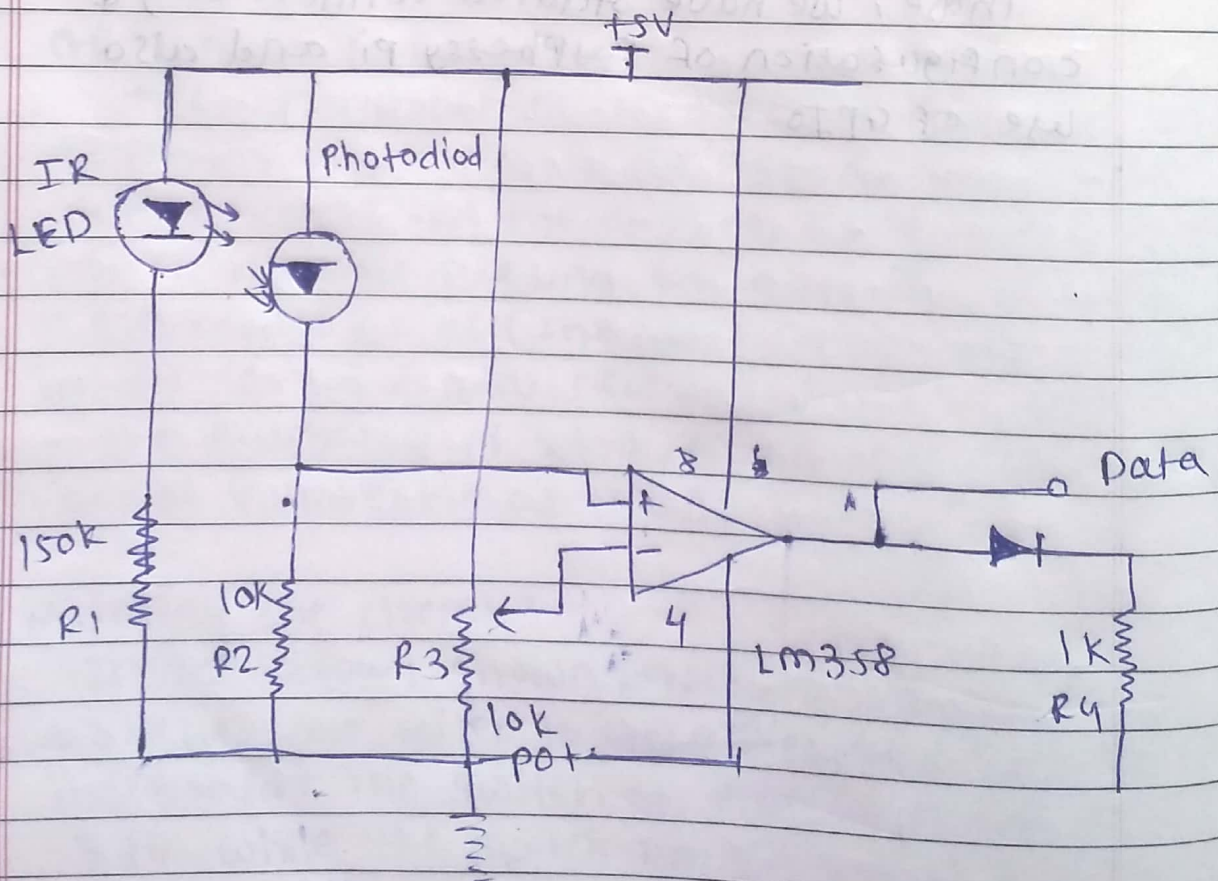 +5V
Photodiod
IR
LED
8
Data
+
-
150k
10k
R1
R2
R3
4
LM358
1k
R4
10k
pot